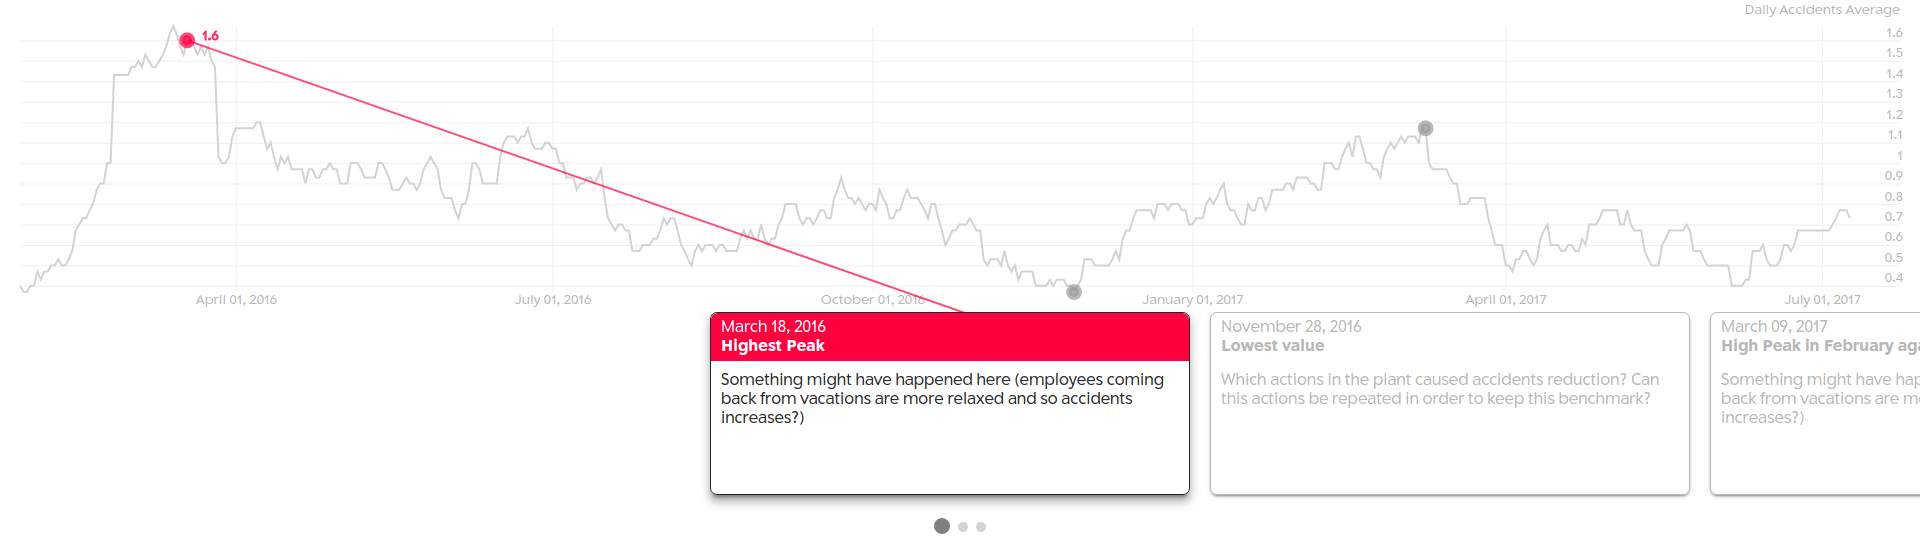 Daily Accidents Average
1.6
1.6
1.5
1.4
1.3
1.2
1.1
1
0.9
0.8
0.7
0.6
0.5
0.4
April 01, 2016
July 01, 2016
October 01, 2016
January 01, 2017
April 01, 2017
July 01, 2017
March 18, 2016
Highest Peak
Something might have happened here (employees coming
back from vacations are more relaxed and so accidents
increases?)
November 28, 2016
Lowest value
Which actions in the plant caused accidents reduction? Can
this actions be repeated in order to keep this benchmark?
March 09, 2017
High Peak in February
Something might have
back from vacations are
increases?)